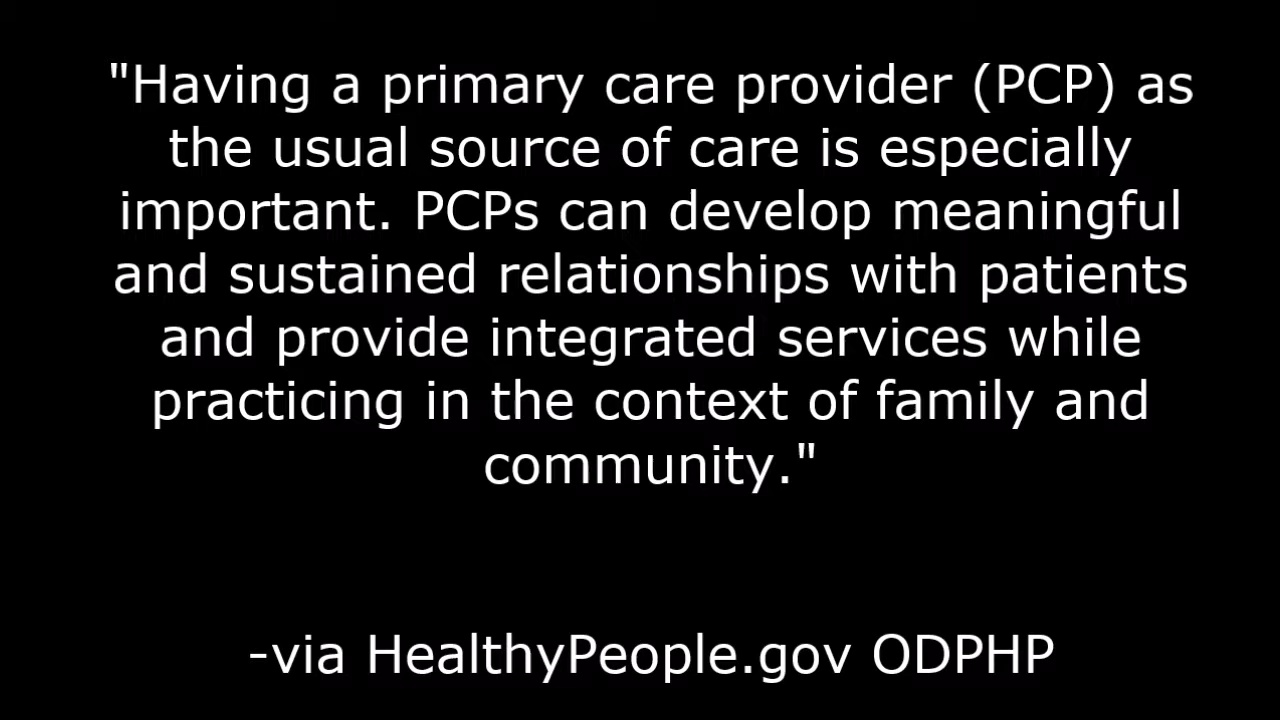 "Having a primary care provider (PCP) as
the usual source of care is especially
important. PCPs can develop meaningful
and sustained relationships with patients
and provide integrated services while
practicing in the context of family and
community."
-via HealthyPeople.gov ODPHP